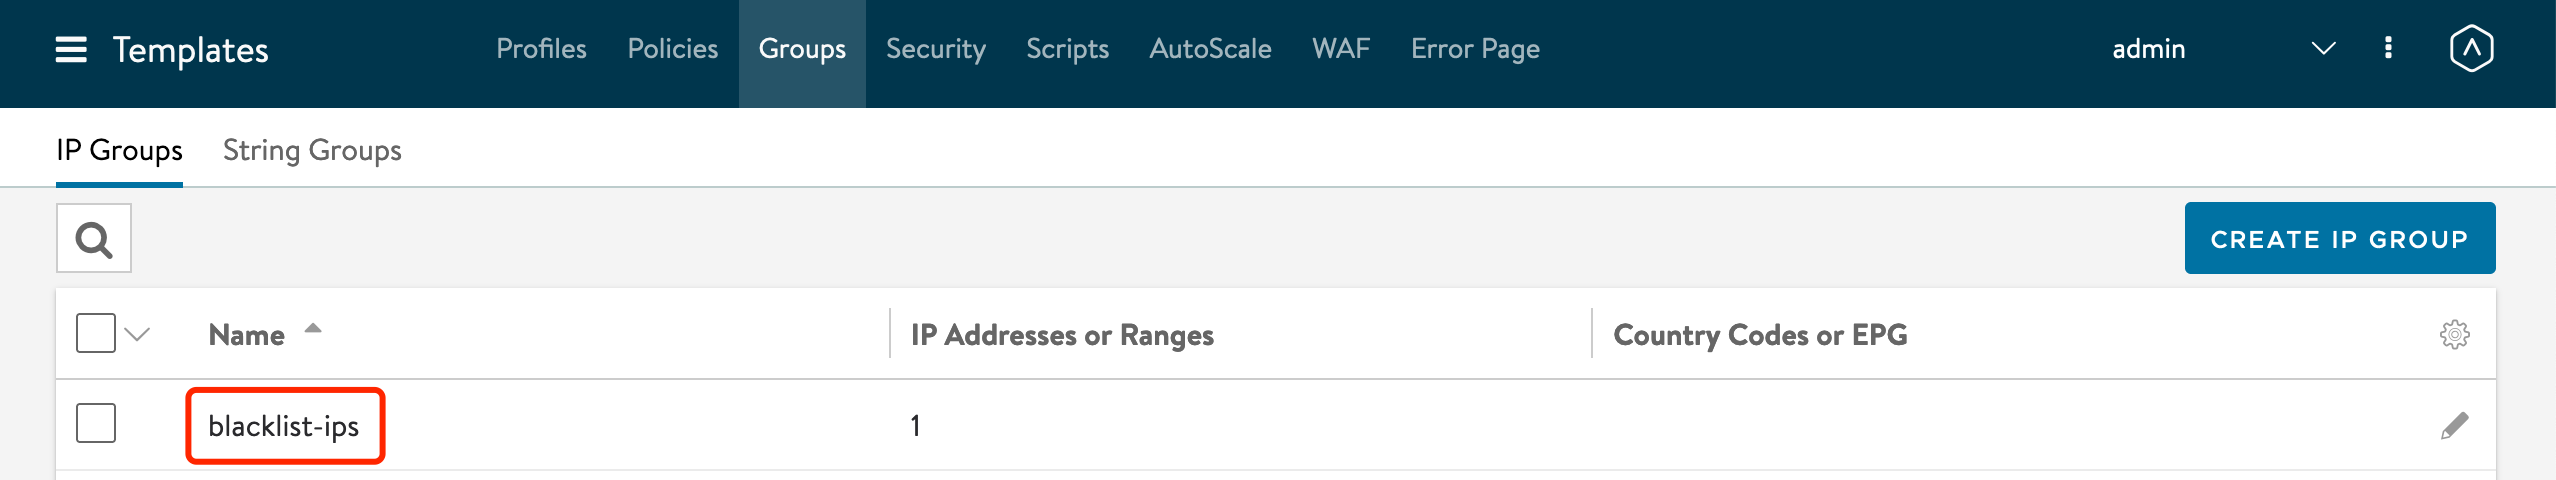 Templates Profiles Policies Groups Security Scripts AutoScale WAF Error Page admin
IP Groups String Groups
CREATE IP GROUP
Name IP Addresses or Ranges Country Codes or EPG
blacklist-ips 1